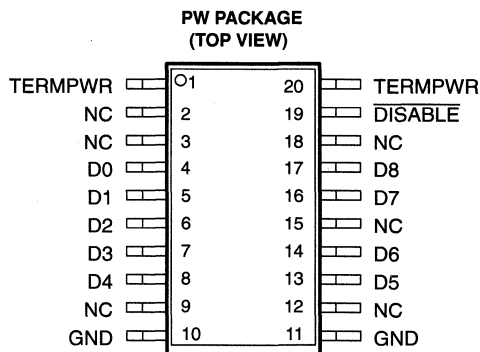 PW PACKAGE
(TOP VIEW)
TERMPWR 1 20 TERMPWR
NC 2 19 DISABLE
NC 3 18 NC
D0 4 17 D8
D1 5 16 D7
D2 6 15 NC
D3 7 14 D6
D4 8 13 D5
NC 9 12 NC
GND 10 11 GND